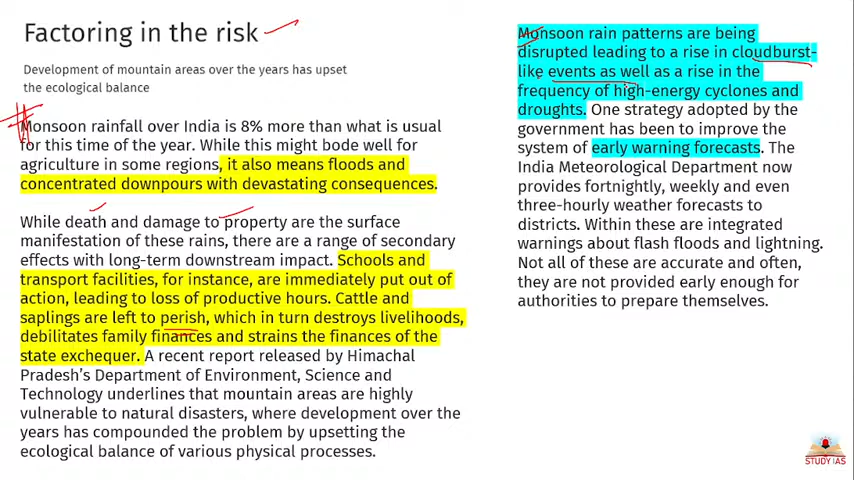 Factoring in the risk
Development of mountain areas over the years has upset
the ecological balance
Monsoon rainfall over India is 8% more than what is usual
for this time of the year. While this might bode well for
agriculture in some regions, it also means floods and
concentrated downpours with devastating consequences.
While death and damage to property are the surface
manifestation of these rains, there are a range of secondary
effects with long-term downstream impact. Schools and
transport facilities, for instance, are immediately put out of
action, leading to loss of productive hours. Cattle and
saplings are left to perish, which in turn destroys livelihoods,
debilitates family finances and strains the finances of the
state exchequer. A recent report released by Himachal
Pradesh’s Department of Environment, Science and
Technology underlines that mountain areas are highly
vulnerable to natural disasters, where development over the
years has compounded the problem by upsetting the
ecological balance of various physical processes.
Monsoon rain patterns are being
disrupted leading to a rise in cloudburst-
like events as well as a rise in the
frequency of high-energy cyclones and
droughts. One strategy adopted by the
government has been to improve the
system of early warning forecasts. The
India Meteorological Department now
provides fortnightly, weekly and even
three-hourly weather forecasts to
districts. Within these are integrated
warnings about flash floods and lightning.
Not all of these are accurate and often,
they are not provided early enough for
authorities to prepare themselves.
STUDY IAS